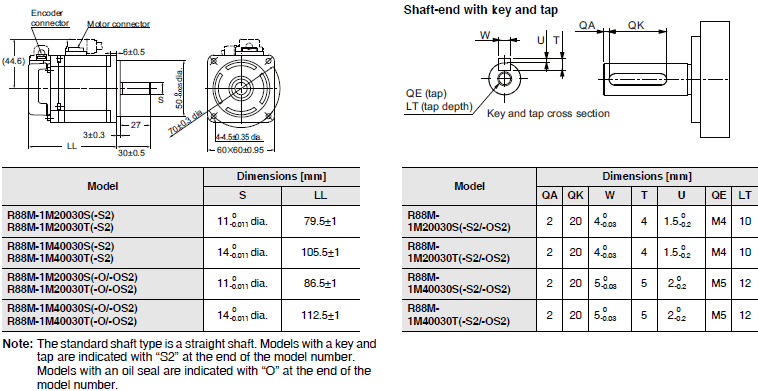 Encoder
connector
Motor connector
(44.6)
6±0.5
50 0 -0.025 dia.
S
27
3±0.3
LL
30±0.5
70±0.3 dia.
4-4.5±0.35 dia.
60X60±0.95
Shaft-end with key and tap
QA
QK
W
U
T
QE (tap)
LT (tap depth)
Key and tap cross section
Model
Dimensions [mm]
S
LL
R88M-1M20030S(-S2)
R88M-1M20030T(-S2)
11 0 -0.011 dia.
79.5±1
R88M-1M40030S(-S2)
R88M-1M40030T(-S2)
14 0 -0.011 dia.
105.5±1
R88M-1M20030S(-O/-OS2)
R88M-1M20030T(-O/-OS2)
11 0 -0.011 dia.
86.5±1
R88M-1M40030S(-O/-OS2)
R88M-1M40030T(-O/-OS2)
14 0 -0.011 dia.
112.5±1
Note: The standard shaft type is a straight shaft. Models with a key and
tap are indicated with “S2” at the end of the model number.
Models with an oil seal are indicated with “O” at the end of the
model number.
Model
Dimensions [mm]
QA QK W T U QE LT
R88M-
1M20030S(-S2/-OS2)
2 20 4 0 -0.03 4 1.5 0 -0.2 M4 10
R88M-
1M20030T(-S2/-OS2)
2 20 4 0 -0.03 4 1.5 0 -0.2 M4 10
R88M-
1M40030S(-S2/-OS2)
2 20 5 0 -0.03 5 2 0 -0.2 M5 12
R88M-
1M40030T(-S2/-OS2)
2 20 5 0 -0.03 5 2 0 -0.2 M5 12